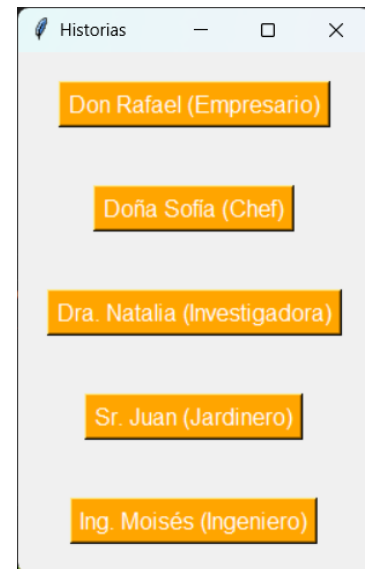 Historias
Don Rafael (Empresario)
Doña Sofía (Chef)
Dra. Natalia (Investigadora)
Sr. Juan (Jardinero)
Ing. Moisés (Ingeniero)